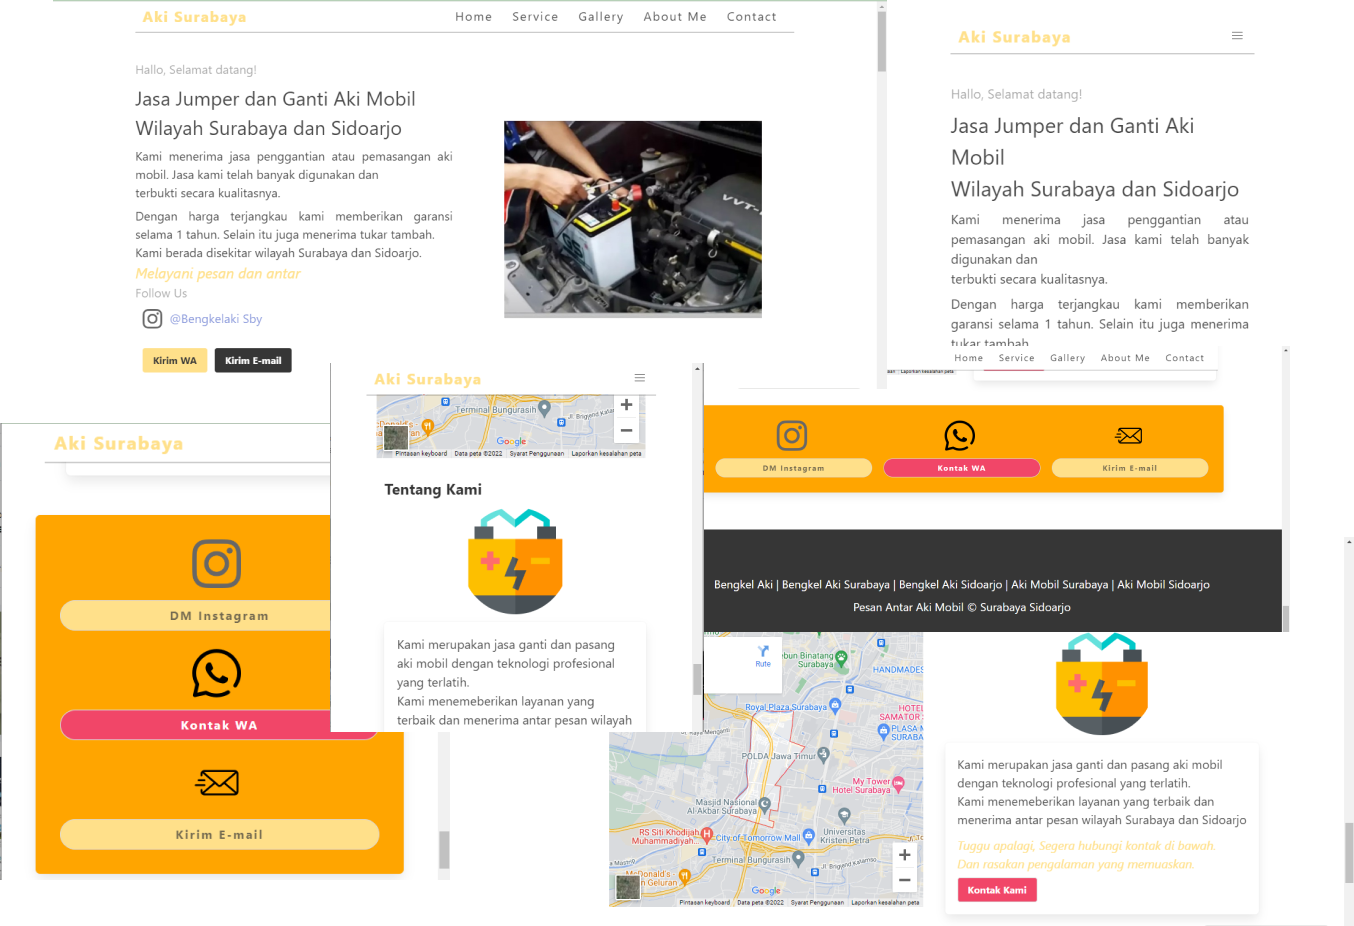 Aki Surabaya
Home Service Gallery About Me Contact
Hallo, Selamat datang!
Jasa Jumper dan Ganti Aki Mobil
Wilayah Surabaya dan Sidoarjo
Kami menerima jasa penggantian atau pemasangan aki
mobil. Jasa kami telah banyak digunakan dan
terbukti secara kualitasnya.
Dengan harga terjangkau kami memberikan garansi
selama 1 tahun. Selain itu juga menerima tukar tambah.
Kami berada disekitar wilayah Surabaya dan Sidoarjo.
Melayani pesan dan antar
Follow Us
@Bengkelaki Sby
Kirim WA Kirim E-mail
VVT-i
Aki Surabaya
Hallo, Selamat datang!
Jasa Jumper dan Ganti Aki
Mobil
Wilayah Surabaya dan Sidoarjo
Kami menerima jasa penggantian atau
pemasangan aki mobil. Jasa kami telah banyak
digunakan dan
terbukti secara kualitasnya.
Dengan harga terjangkau kami memberikan
garansi selama 1 tahun. Selain itu juga menerima
tukar tambah.
Home Service Gallery About Me Contact
Laporkan kesalahan peta
DM Instagram
Kontak WA
Kirim E-mail
Bengkel Aki | Bengkel Aki Surabaya | Bengkel Aki Sidoarjo | Aki Mobil Surabaya | Aki Mobil Sidoarjo
Pesan Antar Aki Mobil © Surabaya Sidoarjo
Aki Surabaya
Terminal Bungurasih
Jl. Brigjend Katamso
Google
Pintasan keyboard Data peta ©2022 Syarat Penggunaan Laporkan kesalahan peta
Tentang Kami
Kami merupakan jasa ganti dan pasang
aki mobil dengan teknologi profesional
yang terlatih.
Kami menemeberikan layanan yang
terbaik dan menerima antar pesan wilayah
Aki Surabaya
DM Instagram
Kontak WA
Kirim E-mail
Rute
Kebun Binatang
Surabaya
HANDMADES
Royal Plaza Surabaya
HOTEL
SAMATOR
PLASA M
SURABA
POLDA Jawa Timur
My Tower
Hotel Surabaya
Masjid Nasional
Al-Akbar Surabaya
RS Siti Khodijah
Muhammadiyah...
City of Tomorrow Mall
Universitas
Kristen Petra
Terminal Bungurasih
Jl. Brigjend Katamso
McDonald's
Geluran
Google
Pintasan keyboard Data peta ©2022 Syarat Penggunaan Laporkan kesalahan peta
Kami merupakan jasa ganti dan pasang aki mobil
dengan teknologi profesional yang terlatih.
Kami menemeberikan layanan yang terbaik dan
menerima antar pesan wilayah Surabaya dan Sidoarjo
Tuggu apalagi, Segera hubungi kontak di bawah.
Dan rasakan pengalaman yang memuaskan.
Kontak Kami